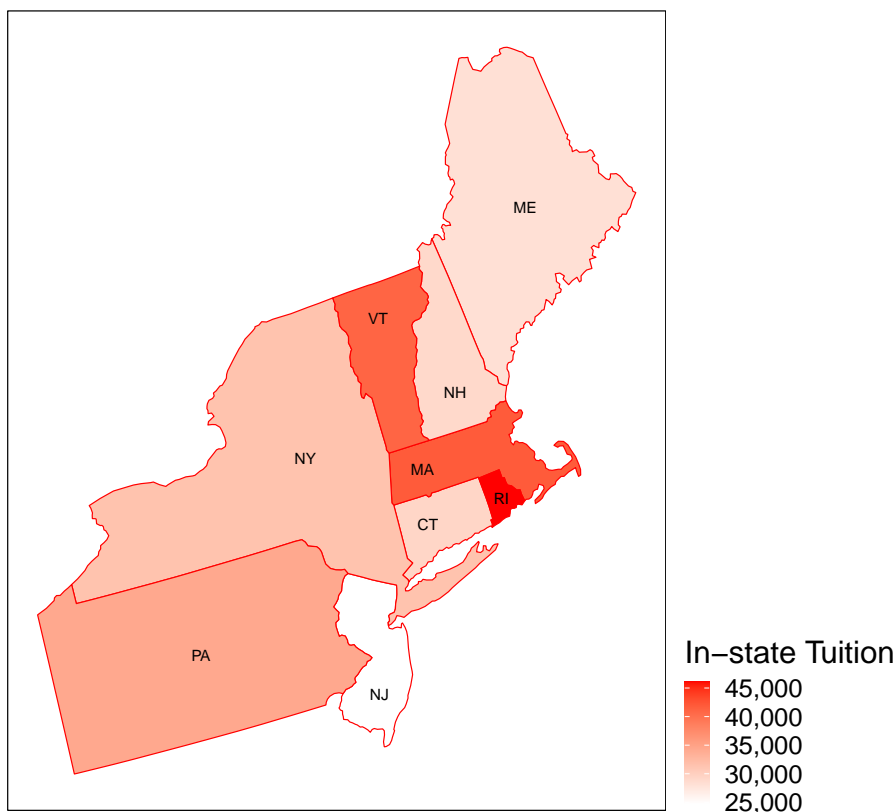 ME
VT
NH
NY
MA
RI
CT
PA
NJ
In−state Tuition
45,000
40,000
35,000
30,000
25,000